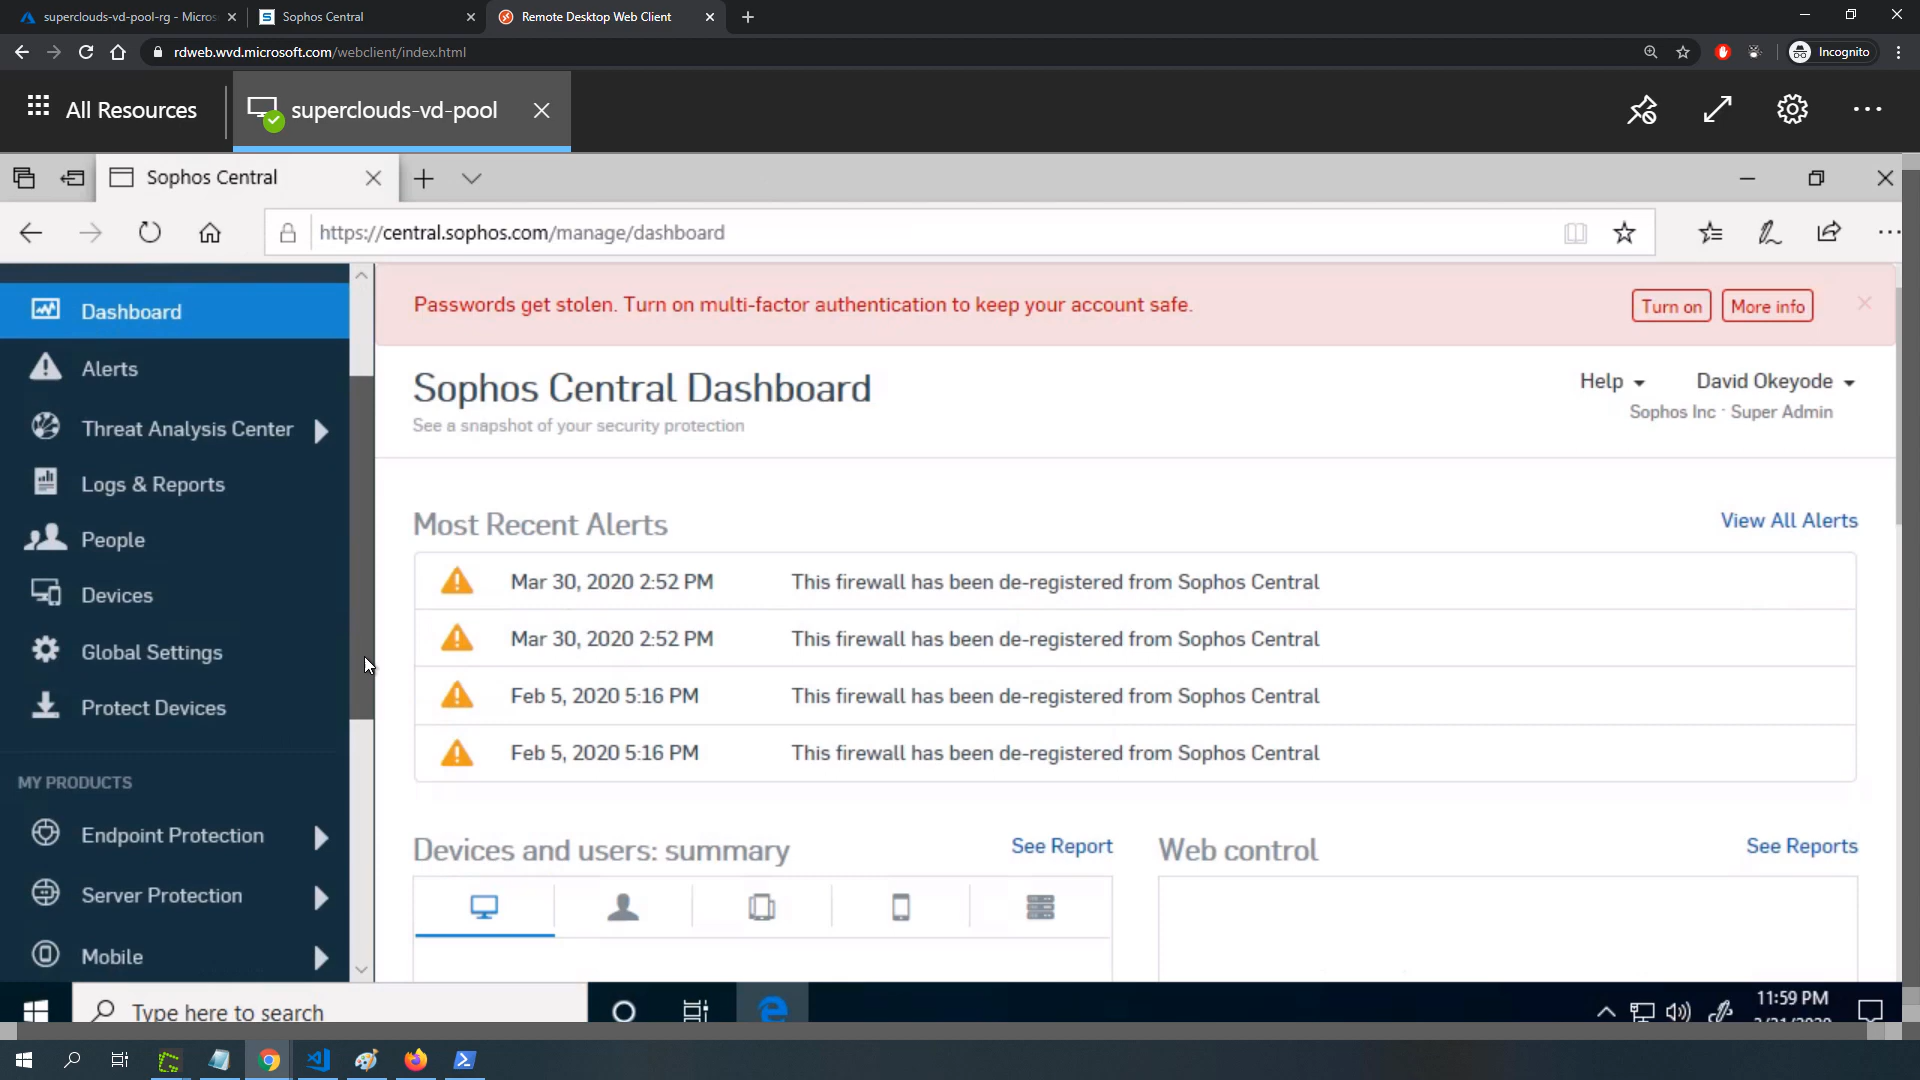 superclouds-vd-pool-rg - Micros
Sophos Central
Remote Desktop Web Client
rdweb.wvd.microsoft.com/webclient/index.html
Incognito
All Resources
superclouds-vd-pool
Sophos Central
https://central.sophos.com/manage/dashboard
Dashboard
Alerts
Threat Analysis Center
Logs & Reports
People
Devices
Global Settings
Protect Devices
MY PRODUCTS
Endpoint Protection
Server Protection
Mobile
Passwords get stolen. Turn on multi-factor authentication to keep your account safe.
Turn on
More info
Sophos Central Dashboard
See a snapshot of your security protection
Help
David Okeyode
Sophos Inc · Super Admin
Most Recent Alerts
View All Alerts
Mar 30, 2020 2:52 PM This firewall has been de-registered from Sophos Central
Mar 30, 2020 2:52 PM This firewall has been de-registered from Sophos Central
Feb 5, 2020 5:16 PM This firewall has been de-registered from Sophos Central
Feb 5, 2020 5:16 PM This firewall has been de-registered from Sophos Central
Devices and users: summary
See Report
Web control
See Reports
Type here to search
11:59 PM